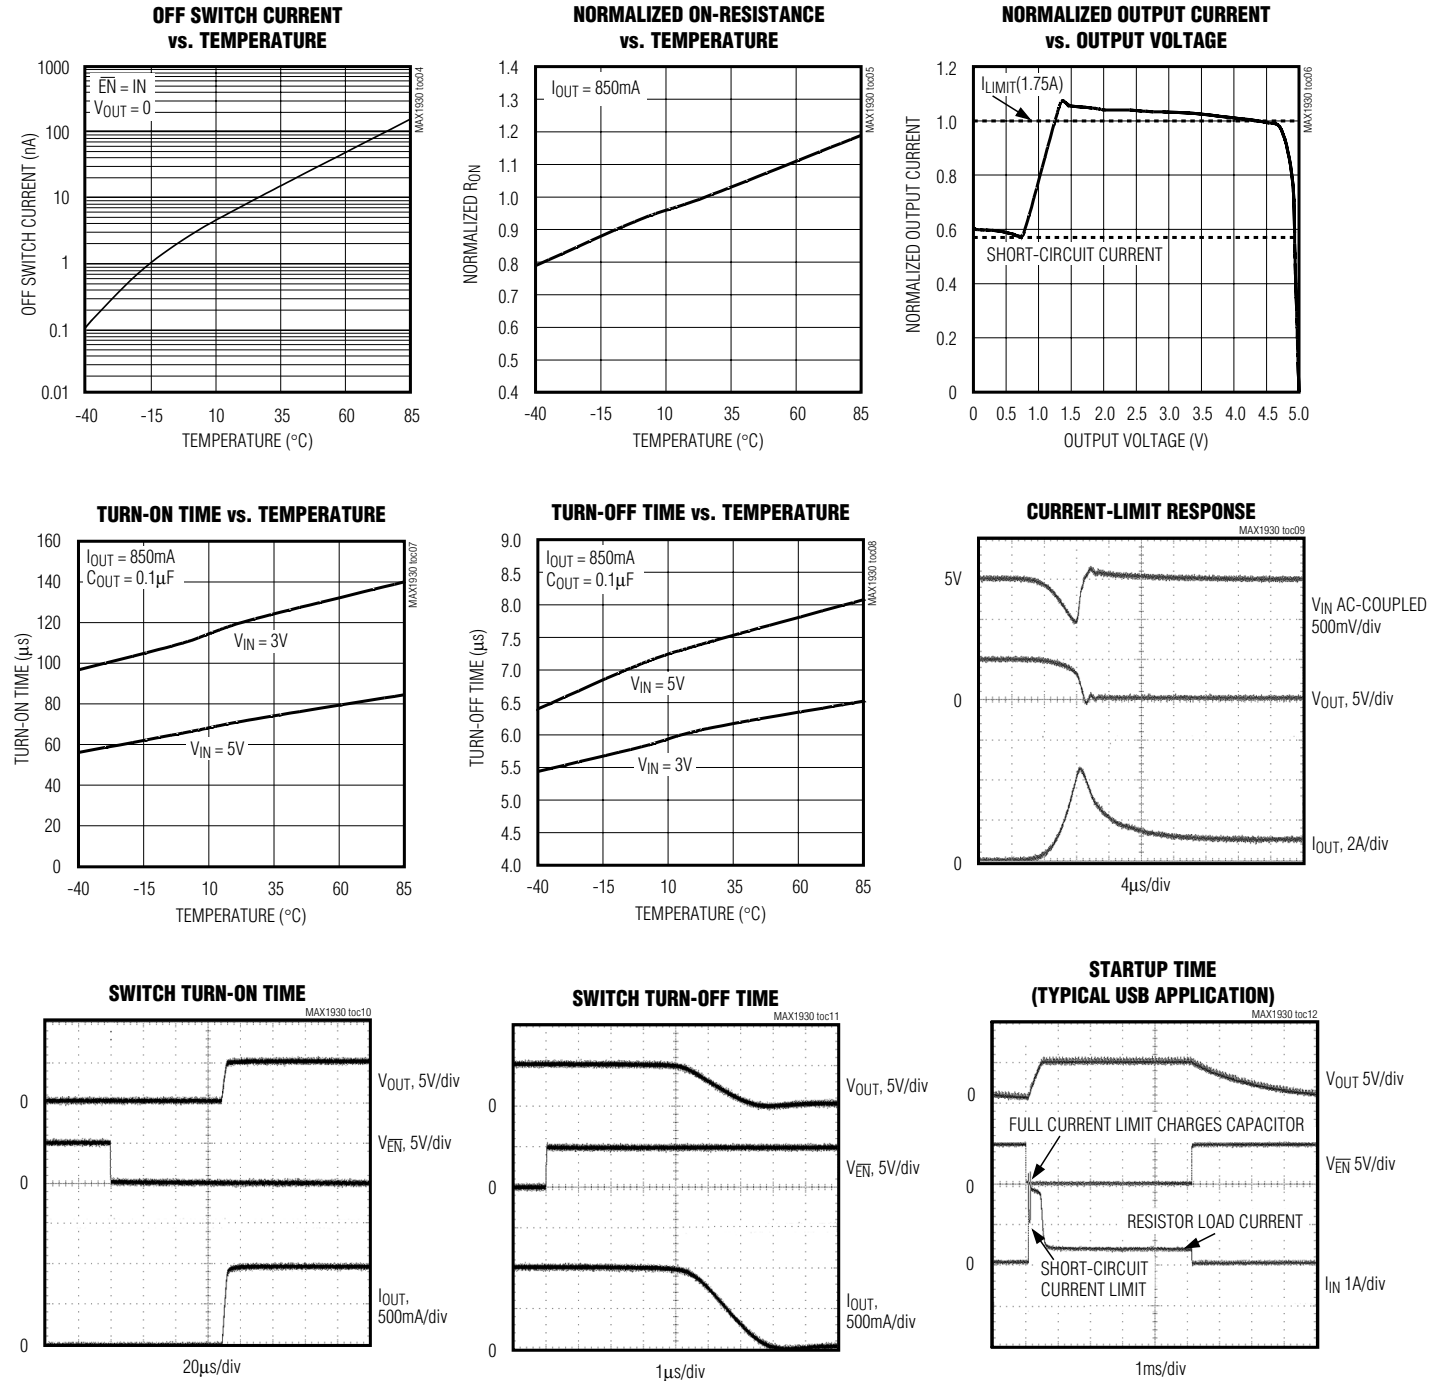 OFF SWITCH CURRENT
vs. TEMPERATURE
1000
100
10
1
0.1
0.01
OFF SWITCH CURRENT (nA)
E̅N̅ = IN
VOUT = 0
MAX1930 toc04
-40 -15 10 35 60 85
TEMPERATURE (°C)
NORMALIZED ON-RESISTANCE
vs. TEMPERATURE
1.4
1.3
1.2
1.1
1.0
0.9
0.8
0.7
0.6
0.5
0.4
NORMALIZED RON
IOUT = 850mA
MAX1930 toc05
-40 -15 10 35 60 85
TEMPERATURE (°C)
NORMALIZED OUTPUT CURRENT
vs. OUTPUT VOLTAGE
1.2
1.0
0.8
0.6
0.4
0.2
0
NORMALIZED OUTPUT CURRENT
ILIMIT(1.75A)
SHORT-CIRCUIT CURRENT
MAX1930 toc06
0 0.5 1.0 1.5 2.0 2.5 3.0 3.5 4.0 4.5 5.0
OUTPUT VOLTAGE (V)
TURN-ON TIME vs. TEMPERATURE
160
140
120
100
80
60
40
20
0
TURN-ON TIME (µs)
IOUT = 850mA
COUT = 0.1µF
VIN = 3V
VIN = 5V
MAX1930 toc07
-40 -15 10 35 60 85
TEMPERATURE (°C)
TURN-OFF TIME vs. TEMPERATURE
9.0
8.5
8.0
7.5
7.0
6.5
6.0
5.5
5.0
4.5
4.0
TURN-OFF TIME (µs)
IOUT = 850mA
COUT = 0.1µF
VIN = 5V
VIN = 3V
MAX1930 toc08
-40 -15 10 35 60 85
TEMPERATURE (°C)
CURRENT-LIMIT RESPONSE
MAX1930 toc09
5V
VIN AC-COUPLED
500mV/div
0
VOUT, 5V/div
0
IOUT, 2A/div
4µs/div
SWITCH TURN-ON TIME
MAX1930 toc10
0
VOUT, 5V/div
VE̅N̅, 5V/div
0
IOUT,
500mA/div
0
20µs/div
SWITCH TURN-OFF TIME
MAX1930 toc11
VOUT, 5V/div
0
VE̅N̅, 5V/div
0
IOUT,
500mA/div
0
1µs/div
STARTUP TIME
(TYPICAL USB APPLICATION)
MAX1930 toc12
VOUT 5V/div
0
FULL CURRENT LIMIT CHARGES CAPACITOR
VE̅N̅ 5V/div
0
RESISTOR LOAD CURRENT
0
SHORT-CIRCUIT
CURRENT LIMIT
IIN 1A/div
1ms/div